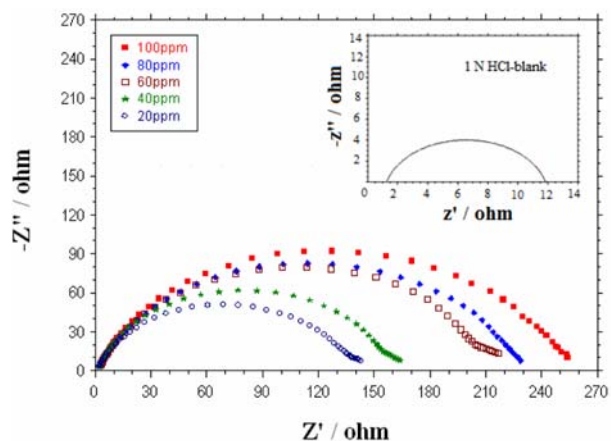 270
240
210
180
150
120
90
60
30
0
-Z" / ohm
100ppm
80ppm
60ppm
40ppm
20ppm
14
12
10
8
6
4
2
-z" / ohm
1 N HCl-blank
0 2 4 6 8 10 12 14
z' / ohm
0 30 60 90 120 150 180 210 240 270
Z' / ohm